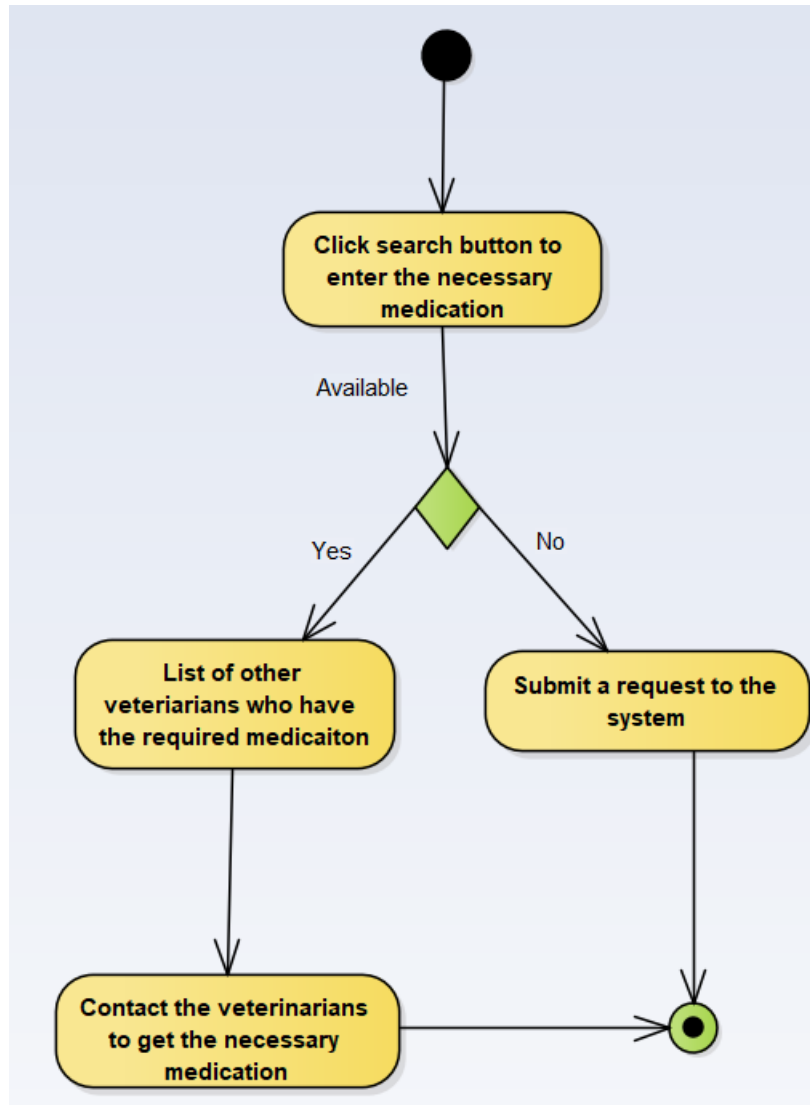 Click search button to
enter the necessary
medication
Available
Yes
No
List of other
veteriarians who have
the required medicaiton
Submit a request to the
system
Contact the veterinarians
to get the necessary
medication